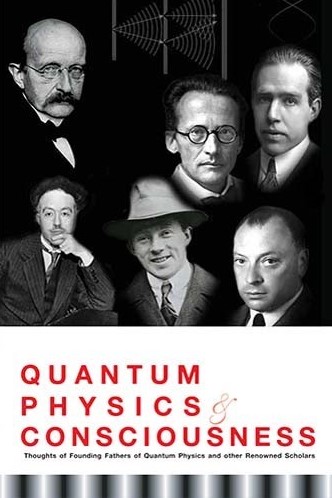 QUANTUM
PHYSICS &
CONSCIOUSNESS
Thoughts of Founding Fathers of Quantum Physics and other Renowned Scholars